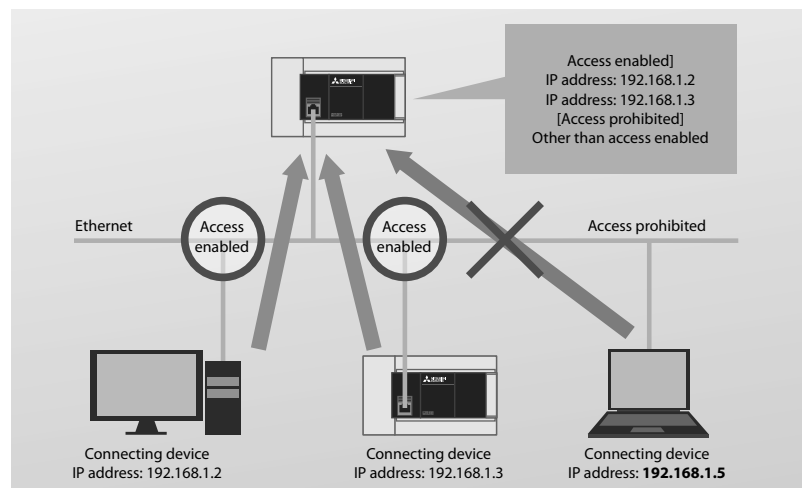 Access enabled]
IP address: 192.168.1.2
IP address: 192.168.1.3
[Access prohibited]
Other than access enabled
Ethernet
Access
enabled
Access
enabled
Access prohibited
Connecting device
IP address: 192.168.1.2
Connecting device
IP address: 192.168.1.3
Connecting device
IP address: 192.168.1.5